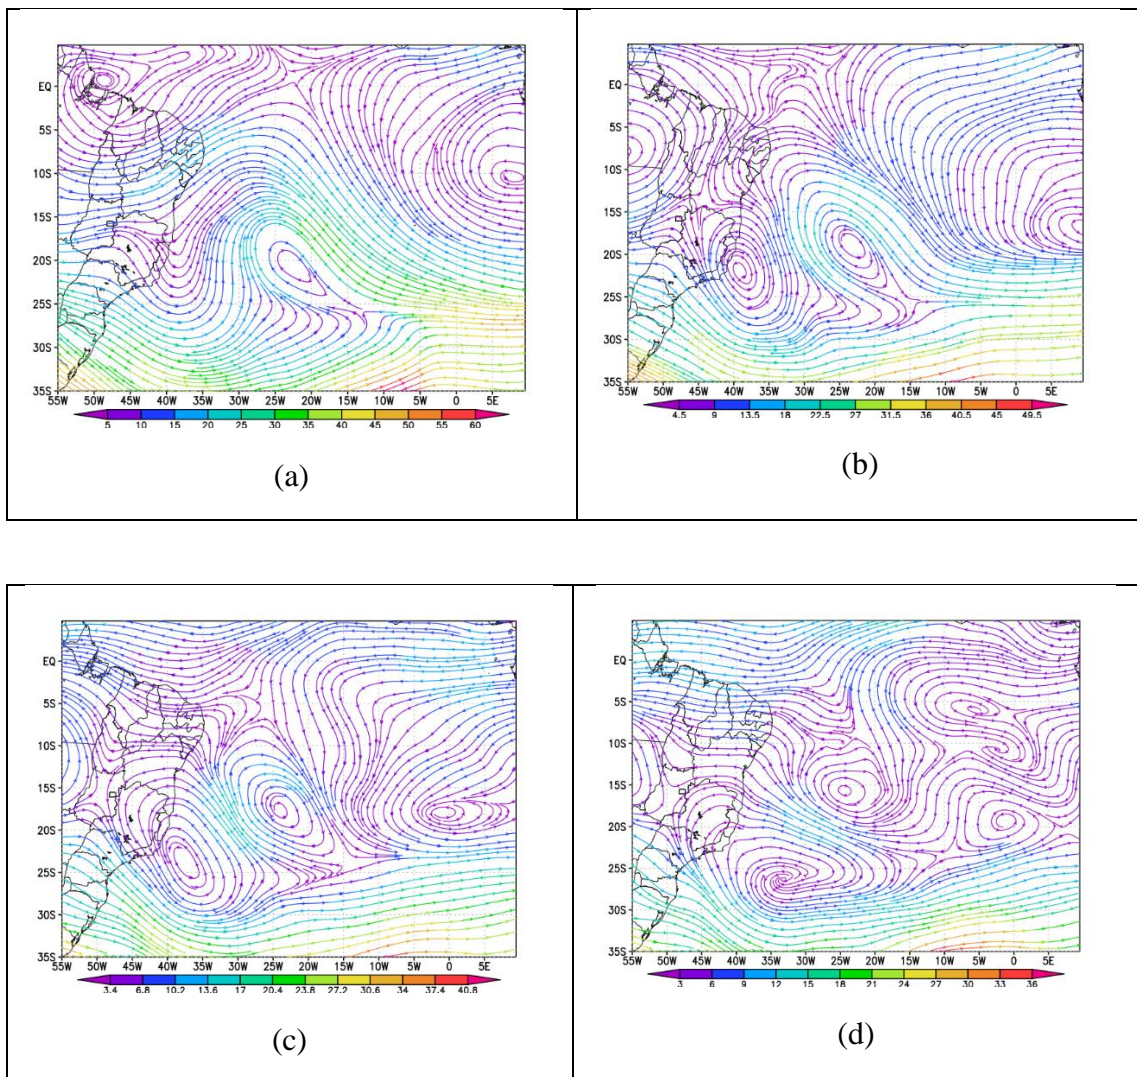 EQ
5S
10S
15S
20S
25S
30S
35S
55W 50W 45W 40W 35W 30W 25W 20W 15W 10W 5W 0 5E
5 10 15 20 25 30 35 40 45 50 55 60
(a)
EQ
5S
10S
15S
20S
25S
30S
35S
55W 50W 45W 40W 35W 30W 25W 20W 15W 10W 5W 0 5E
4.5 9 13.5 18 22.5 27 31.5 36 40.5 45 49.5
(b)
EQ
5S
10S
15S
20S
25S
30S
35S
55W 50W 45W 40W 35W 30W 25W 20W 15W 10W 5W 0 5E
3.4 6.8 10.2 13.6 17 20.4 23.8 27.2 30.6 34 37.4 40.8
(c)
EQ
5S
10S
15S
20S
25S
30S
35S
55W 50W 45W 40W 35W 30W 25W 20W 15W 10W 5W 0 5E
3 6 9 12 15 18 21 24 27 30 33 36
(d)